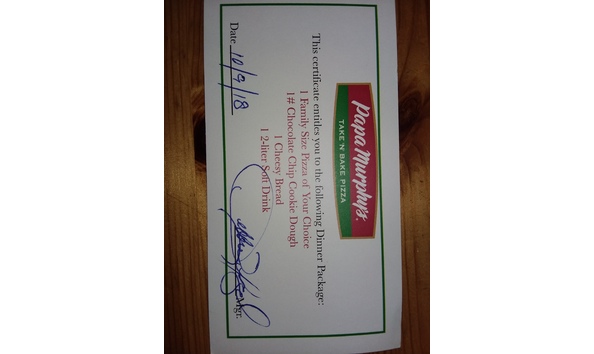 Papa Murphy's.
TAKE 'N' BAKE PIZZA
This certificate entitles you to the following Dinner Package:
1 Family Size Pizza of Your Choice
1# Chocolate Chip Cookie Dough
1 Cheesy Bread
1 2-liter Soft Drink
Date 10/9/18 Mgr.